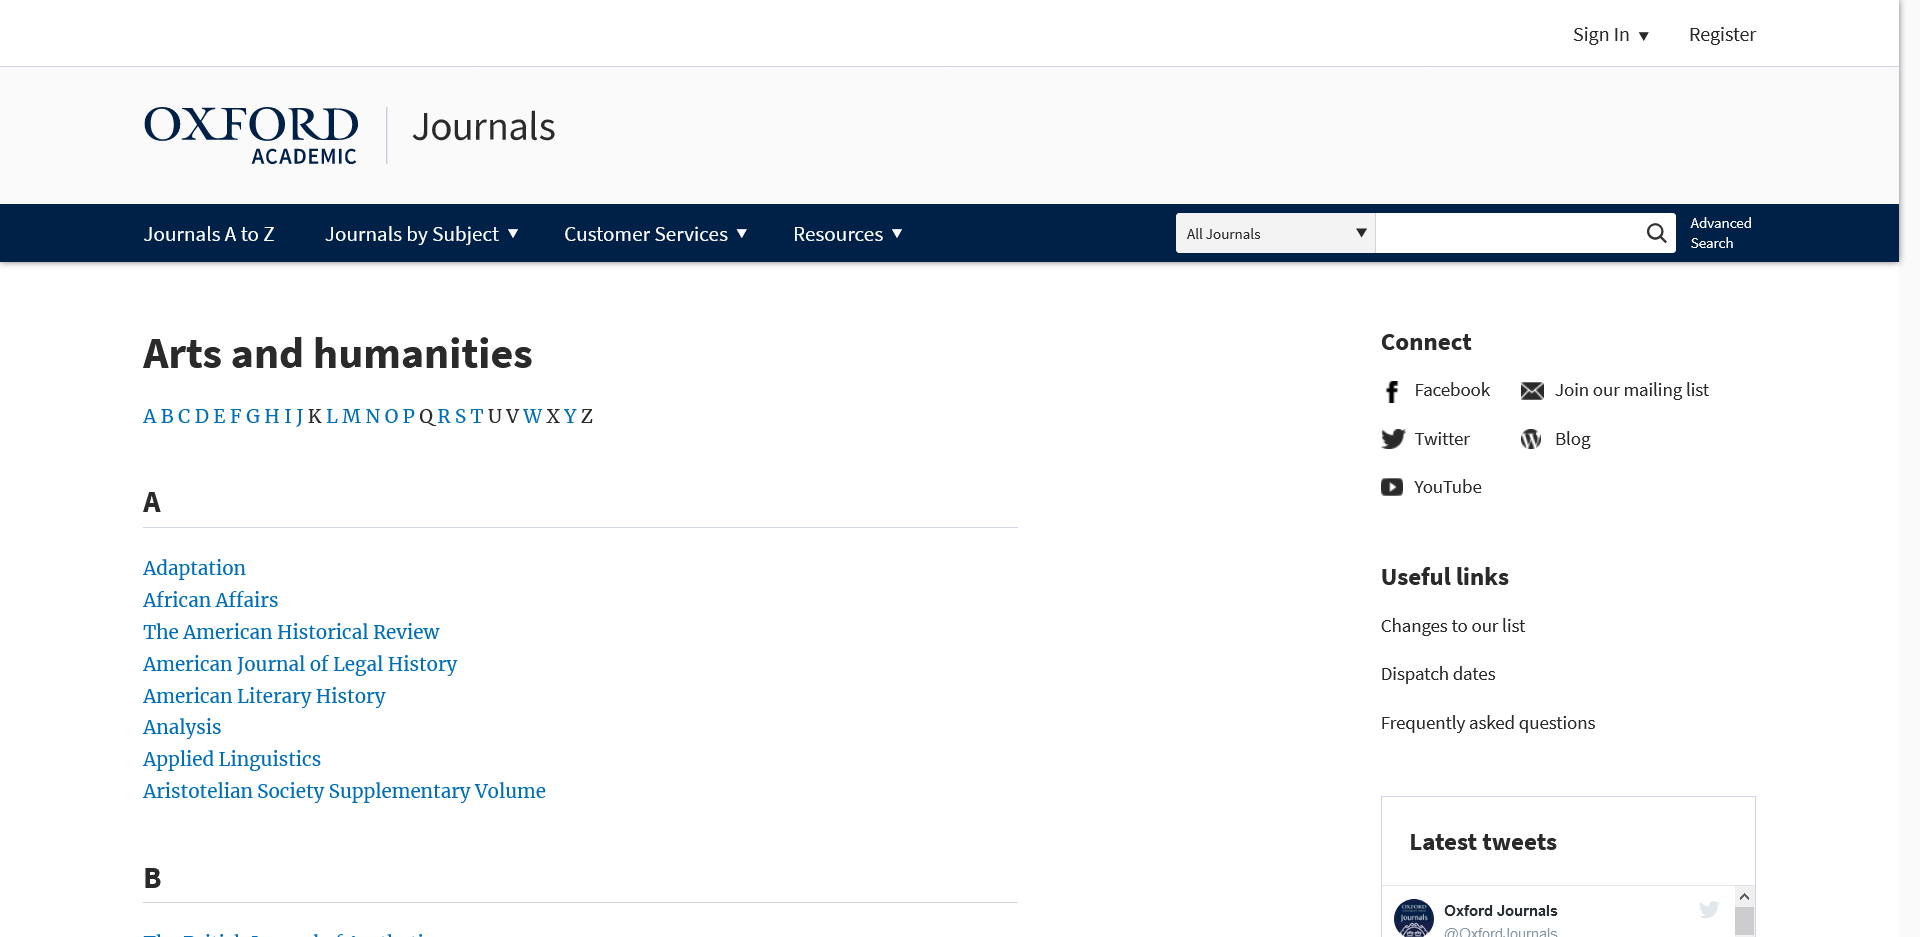 Sign In ▼ Register
OXFORD ACADEMIC Journals
Journals A to Z Journals by Subject ▼ Customer Services ▼ Resources ▼ All Journals ▼ Advanced Search
Arts and humanities
A B C D E F G H I J K L M N O P Q R S T U V W X Y Z
A
Adaptation
African Affairs
The American Historical Review
American Journal of Legal History
American Literary History
Analysis
Applied Linguistics
Aristotelian Society Supplementary Volume
B
Connect
Facebook Join our mailing list
Twitter Blog
YouTube
Useful links
Changes to our list
Dispatch dates
Frequently asked questions
Latest tweets
Oxford Journals
@OxfordJournals